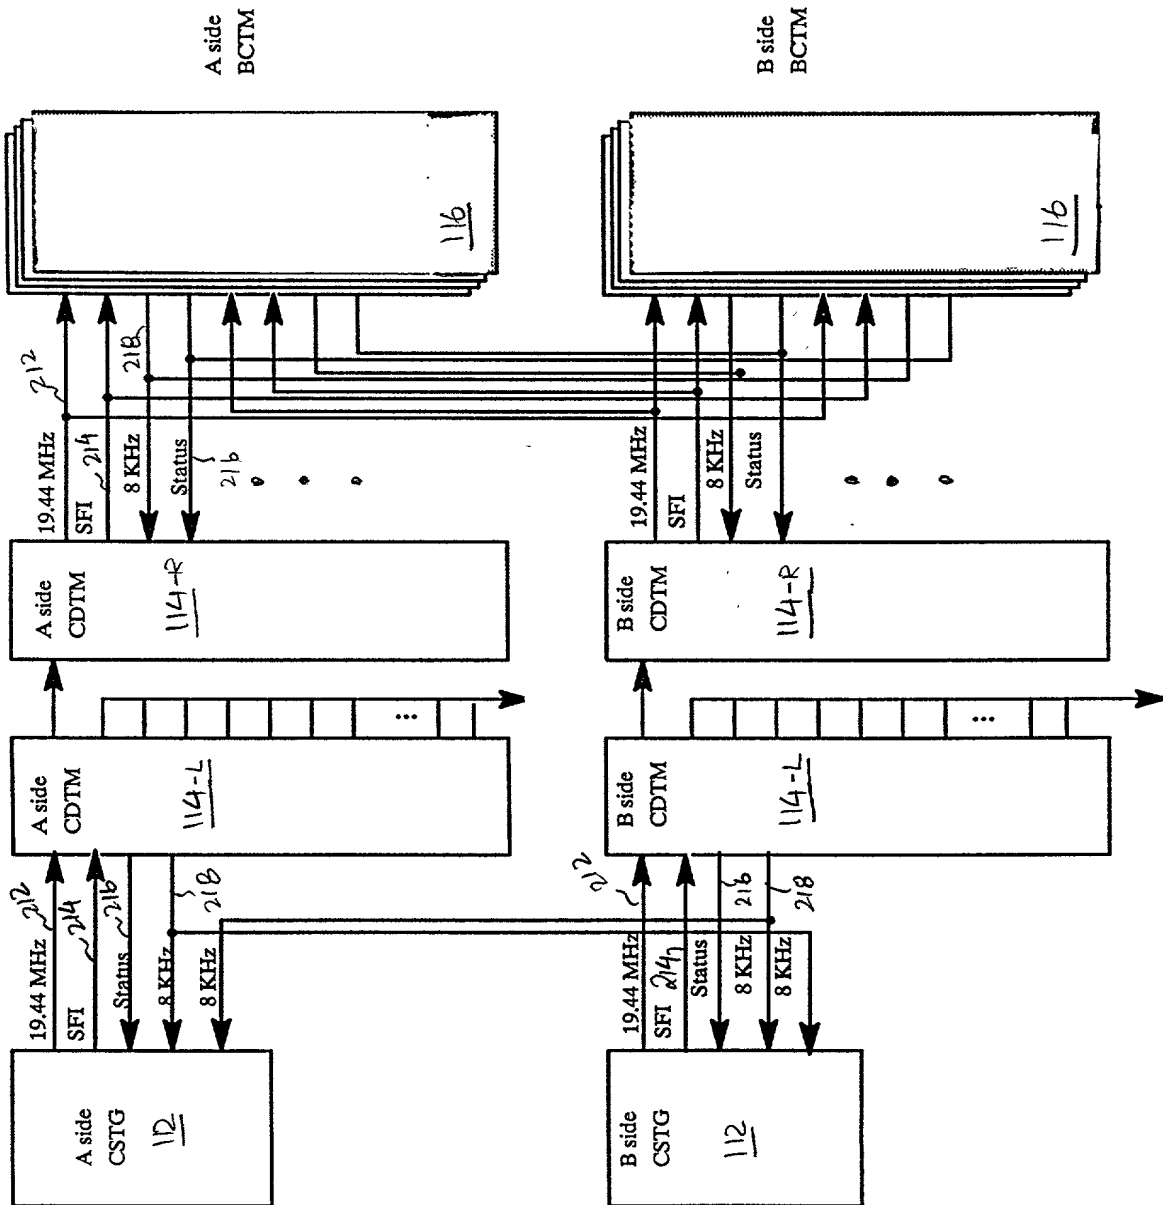 A side
BCTM
B side
BCTM
116
116
212
218
19.44 MHz
SFI
214
8 KHz
Status
216
19.44 MHz
SFI
8 KHz
Status
A side
CDTM
114-R
B side
CDTM
114-R
...
...
A side
CDTM
114-L
B side
CDTM
114-L
19.44 MHz
212
SFI
214
Status
216
8 KHz
218
8 KHz
19.44 MHz
212
SFI
214
Status
216
8 KHz
218
8 KHz
A side
CSTG
112
B side
CSTG
112